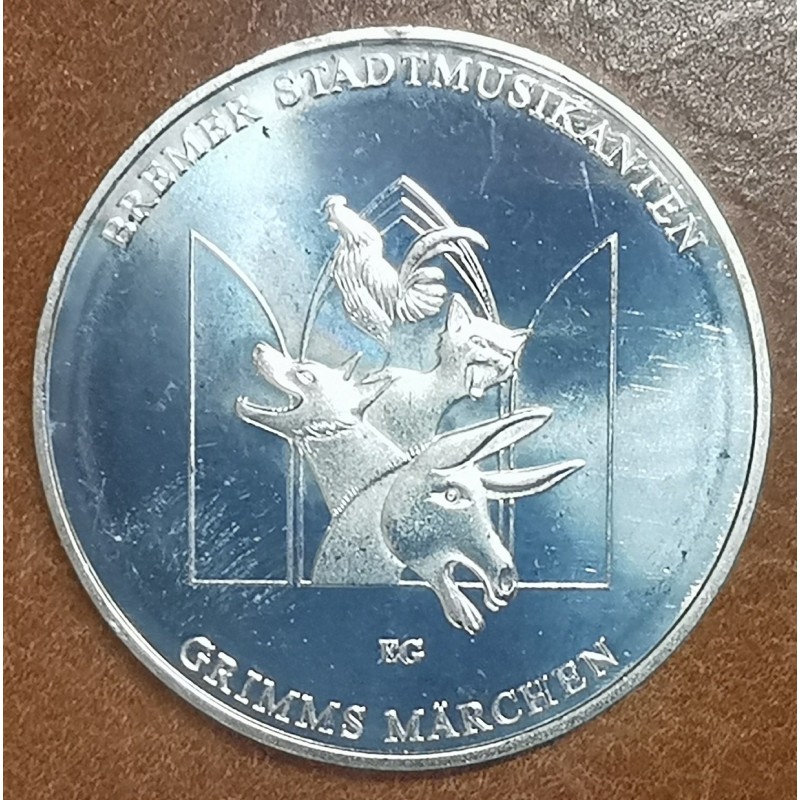 BREMER STADTMUSIKANTEN
EG
GRIMMS MÄRCHEN